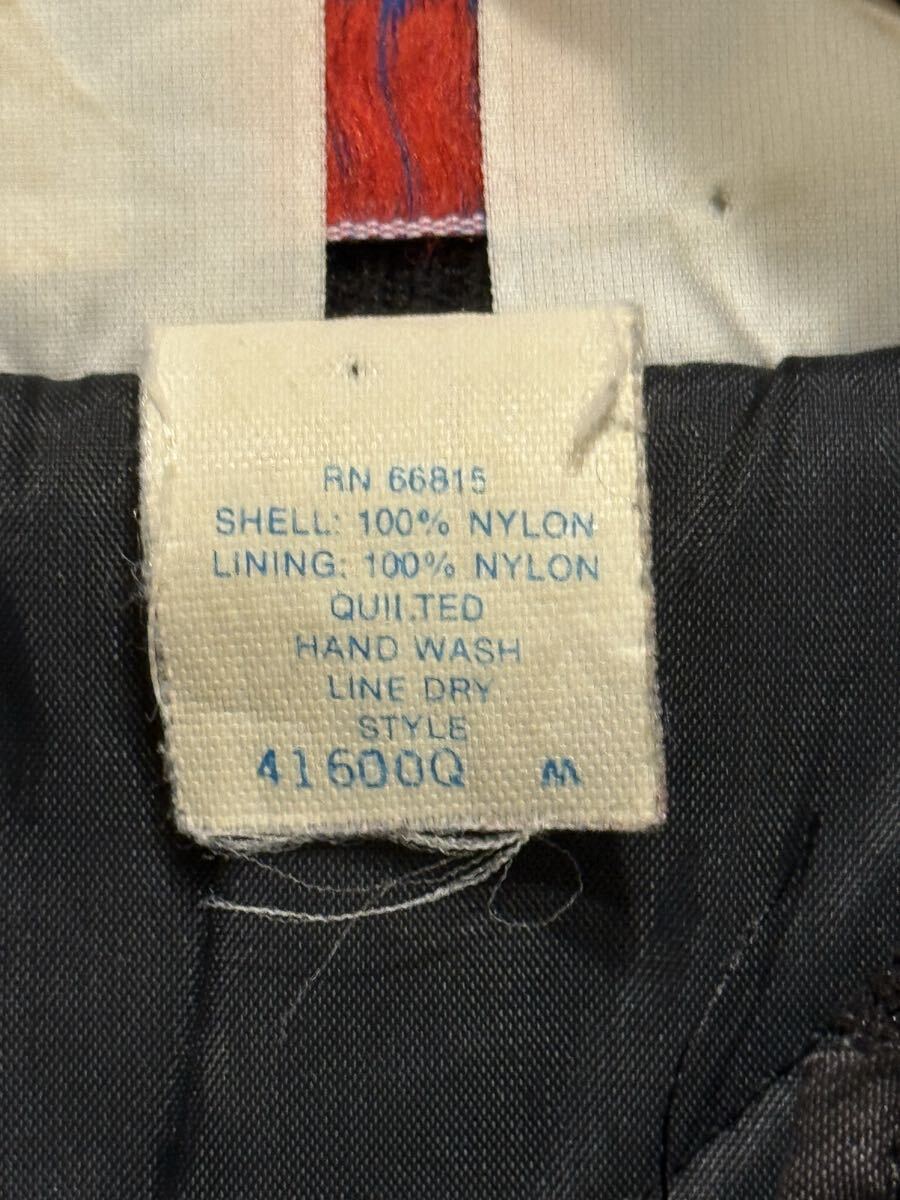 RN 66815
SHELL: 100% NYLON
LINING: 100% NYLON
QUILTED
HAND WASH
LINE DRY
STYLE
41600Q M